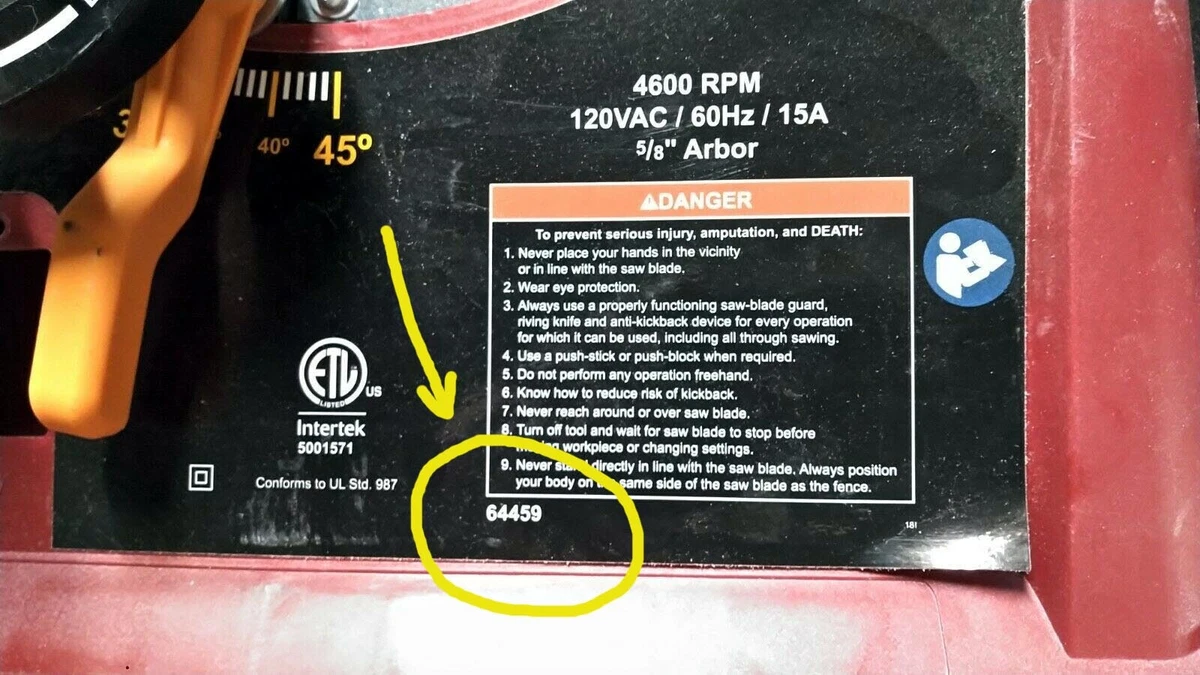 4600 RPM
120VAC / 60Hz / 15A
5/8" Arbor
40° 45°
⚠DANGER
To prevent serious injury, amputation, and DEATH:
1. Never place your hands in the vicinity
or in line with the saw blade.
2. Wear eye protection.
3. Always use a properly functioning saw-blade guard,
riving knife and anti-kickback device for every operation
for which it can be used, including all through sawing.
4. Use a push-stick or push-block when required.
5. Do not perform any operation freehand.
6. Know how to reduce risk of kickback.
7. Never reach around or over saw blade.
8. Turn off tool and wait for saw blade to stop before
workpiece or changing settings.
9. Never directly in line with the saw blade. Always position
your body on same side of the saw blade as the fence.
64459
18I
ETL US
LISTED
Intertek
5001571
Conforms to UL Std. 987